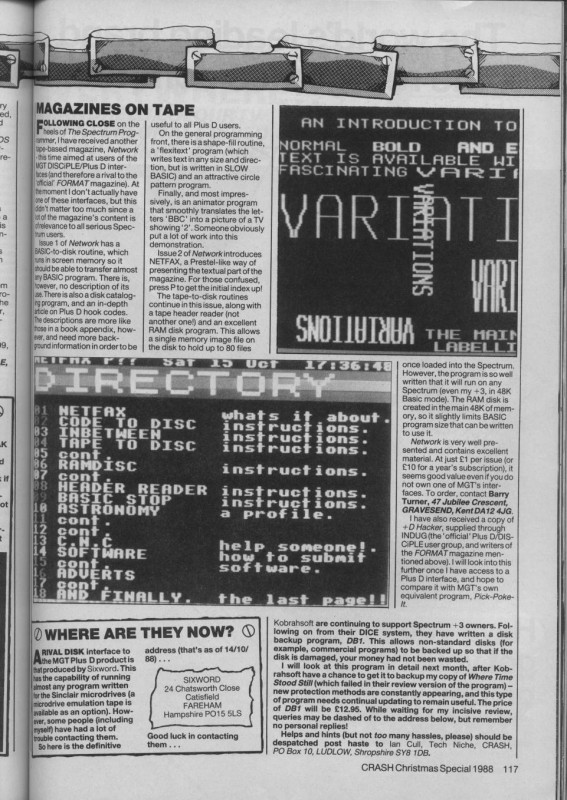 MAGAZINES ON TAPE
FOLLOWING CLOSE on the
heels of The Spectrum Prog-
rammer, I have received another
tape-based magazine, Network
- this time aimed at users of the
MGT DISCiPLE/Plus D inter-
faces (and therefore a rival to the
'official' FORMAT magazine). At
the moment I don't actually have
one of these interfaces, but this
didn't matter too much since a
lot of the magazine's content is
of relevance to all serious Spec-
trum users.
Issue 1 of Network has a
BASIC-to-disk routine, which
runs in screen memory so it
should be able to transfer almost
any BASIC program. There is,
however, no description of its
use. There is also a disk catalog-
ing program, and an in-depth
article on Plus D hook codes.
The descriptions are more like
those in a book appendix, how-
ever, and need more back-
ground information in order to be
useful to all Plus D users.
On the general programming
front, there is a shape-fill routine,
a 'flexitext' program (which
writes text in any size and direc-
tion, but is written in SLOW
BASIC) and an attractive circle
pattern program.
Finally, and most impres-
sively, is an animator program
that smoothly translates the let-
ters 'BBC' into a picture of a TV
showing '2'. Someone obviously
put a lot of work into this
demonstration.
Issue 2 of Network introduces
NETFAX, a Prestel-like way of
presenting the textual part of the
magazine. For those confused,
press P to get the initial index up!
The tape-to-disk routines
continue in this issue, along with
a tape header reader (not
another one!) and an excellent
RAM disk program. This allows
a single memory image file on
the disk to hold up to 80 files
AN INTRODUCTION TO
NORMAL BOLD AND E
TEXT IS AVAILABLE WI
FASCINATING VARI
VARIATI
VARIATIONS
VARI
VARIATIONS
THE MAIN
LABELLI
NETFAX P?? Sat 15 Oct 17:36:48
DIRECTORY
01 NETFAX whats it about.
02 CODE TO DISC instructions.
03 INBETWEEN instructions.
04 TAPE TO DISC instructions.
05 cont.
06 RAMDISC instructions.
07 cont.
08 HEADER READER instructions.
09 BASIC STOP instructions.
10 ASTRONOMY a profile.
11 cont.
12 cont.
13 C.N.C help someone!.
14 SOFTWARE how to submit
15 cont. software.
16 ADVERTS
17 cont
18 AND FINALLY. the last page!!
once loaded into the Spectrum.
However, the program is so well
written that it will run on any
Spectrum (even my +3, in 48K
Basic mode). The RAM disk is
created in the main 48K of mem-
ory, so it slightly limits BASIC
program size that can be written
to use it.
Network is very well pre-
sented and contains excellent
material. At just £1 per issue (or
£10 for a year's subscription), it
seems good value even if you do
not own one of MGT's inter-
faces. To order, contact Barry
Turner, 47 Jubilee Crescent,
GRAVESEND, Kent DA12 4JG.
I have also received a copy of
+D Hacker, supplied through
INDUG (the 'official' Plus D/DIS-
CiPLE user group, and writers of
the FORMAT magazine men-
tioned above). I will look into this
further once I have access to a
Plus D interface, and hope to
compare it with MGT's own
equivalent program, Pick-Poke-
It.
WHERE ARE THEY NOW?
A RIVAL DISK interface to
the MGT Plus D product is
that produced by Sixword. This
has the capability of running
almost any program written
for the Sinclair microdrives (a
microdrive emulation tape is
available as an option). How-
ever, some people (including
myself) have had a lot of
trouble contacting them.
So here is the definitive
address (that's as of 14/10/
88) . . .
SIXWORD
24 Chatsworth Close
Catisfield
FAREHAM
Hampshire PO15 5LS
Good luck in contacting
them . . .
Kobrahsoft are continuing to support Spectrum +3 owners. Fol-
lowing on from their DICE system, they have written a disk
backup program, DB1. This allows non-standard disks (for
example, commercial programs) to be backed up so that if the
disk is damaged, your money had not been wasted.
I will look at this program in detail next month, after Kob-
rahsoft have a chance to get it to backup my copy of Where Time
Stood Still (which failed in their review version of the program) –
new protection methods are constantly appearing, and this type
of program needs continual updating to remain useful. The price
of DB1 will be £12.95. While waiting for my incisive review,
queries may be dashed of to the address below, but remember
no personal replies!
Helps and hints (but not too many hassles, please) should be
despatched post haste to Ian Cull, Tech Niche, CRASH,
PO Box 10, LUDLOW, Shropshire SY8 1DB.
CRASH Christmas Special 1988 117